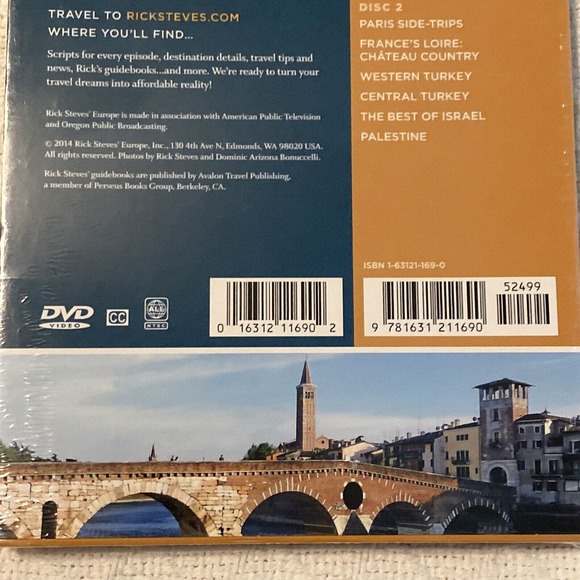 TRAVEL TO RICKSTEVES.COM
WHERE YOU'LL FIND...
Scripts for every episode, destination details, travel tips and
news, Rick's guidebooks...and more. We're ready to turn your
travel dreams into affordable reality!
Rick Steves' Europe is made in association with American Public Television
and Oregon Public Broadcasting.
© 2014 Rick Steves' Europe, Inc., 130 4th Ave N, Edmonds, WA 98020 USA.
All rights reserved. Photos by Rick Steves and Dominic Arizona Bonuccelli.
Rick Steves' guidebooks are published by Avalon Travel Publishing,
a member of Perseus Books Group, Berkeley, CA.
DISC 2
PARIS SIDE-TRIPS
FRANCE'S LOIRE:
CHÂTEAU COUNTRY
WESTERN TURKEY
CENTRAL TURKEY
THE BEST OF ISRAEL
PALESTINE
ISBN 1-63121-169-0
DVD
VIDEO
CC
ALL
NTSC
0 16312 11690 2
52499
9 781631 211690